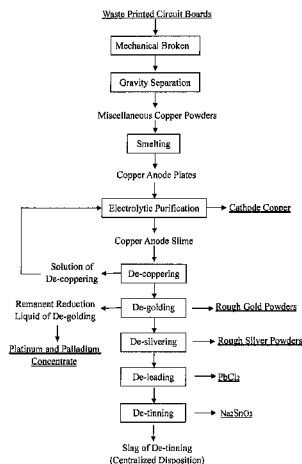 Waste Printed Circuit Boards
Mechanical Broken
Gravity Separation
Miscellaneous Copper Powders
Smelting
Copper Anode Plates
Electrolytic Purification
Cathode Copper
Copper Anode Slime
Solution of
De-coppering
De-coppering
Remanent Reduction
Liquid of De-golding
De-golding
Rough Gold Powders
Platinum and Palladium
Concentrate
De-silvering
Rough Silver Powders
De-leading
PbCl₂
De-tinning
Na₂SnO₃
Slag of De-tinning
(Centralized Disposition)